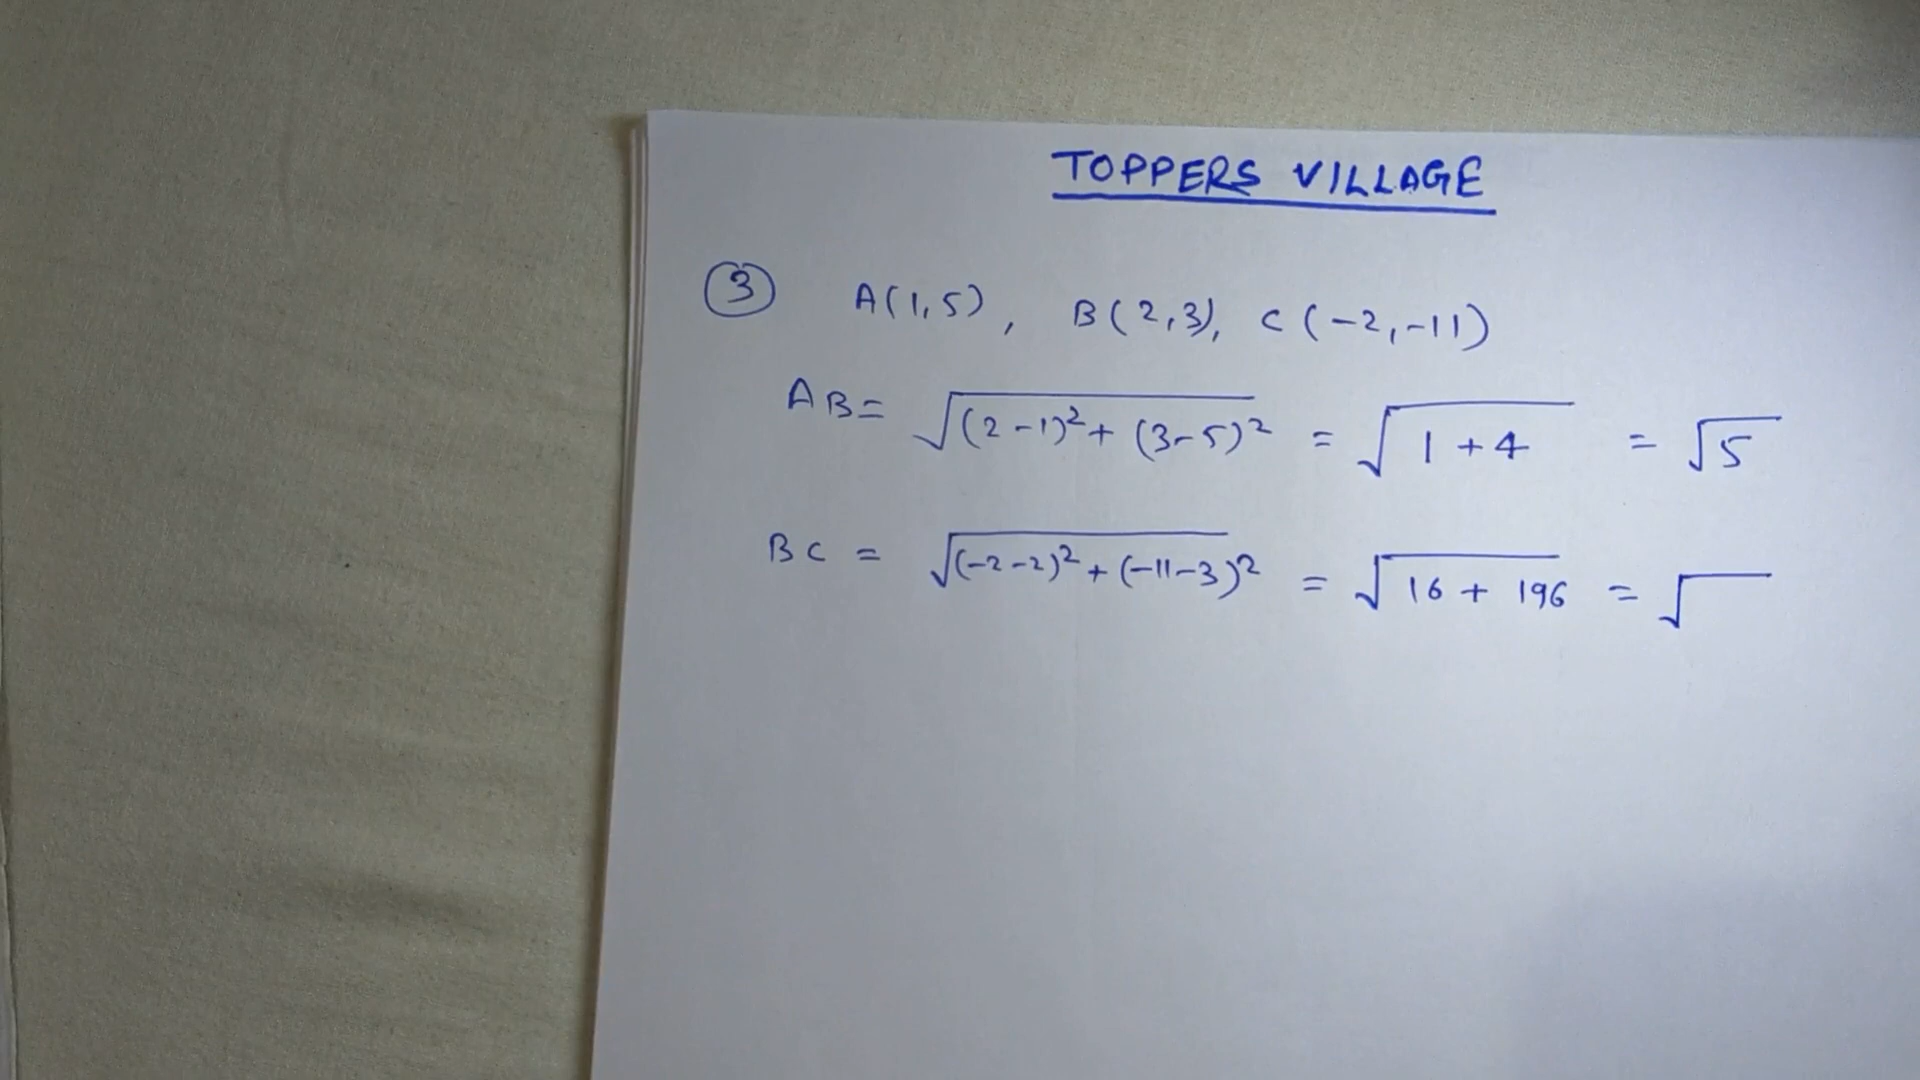 TOPPERS VILLAGE
③ A(1,5), B(2,3), C(-2,-11)
AB= √(2-1)²+(3-5)² = √1+4 = √5
BC = √(-2-2)²+(-11-3)² = √16+196 = √